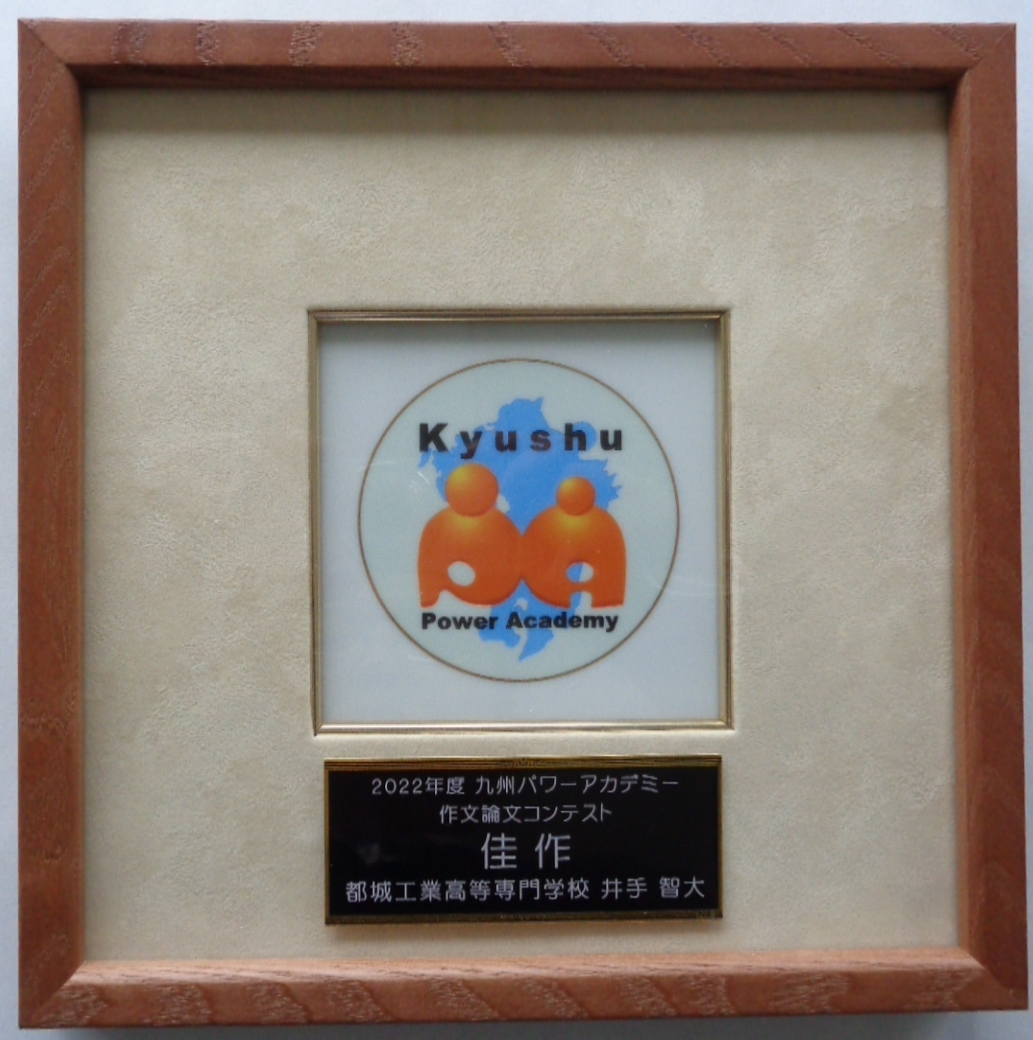 Kyushu
Power Academy
2022年度 九州パワーアカデミー
作文論文コンテスト
佳作
都城工業高等専門学校 井手 智大